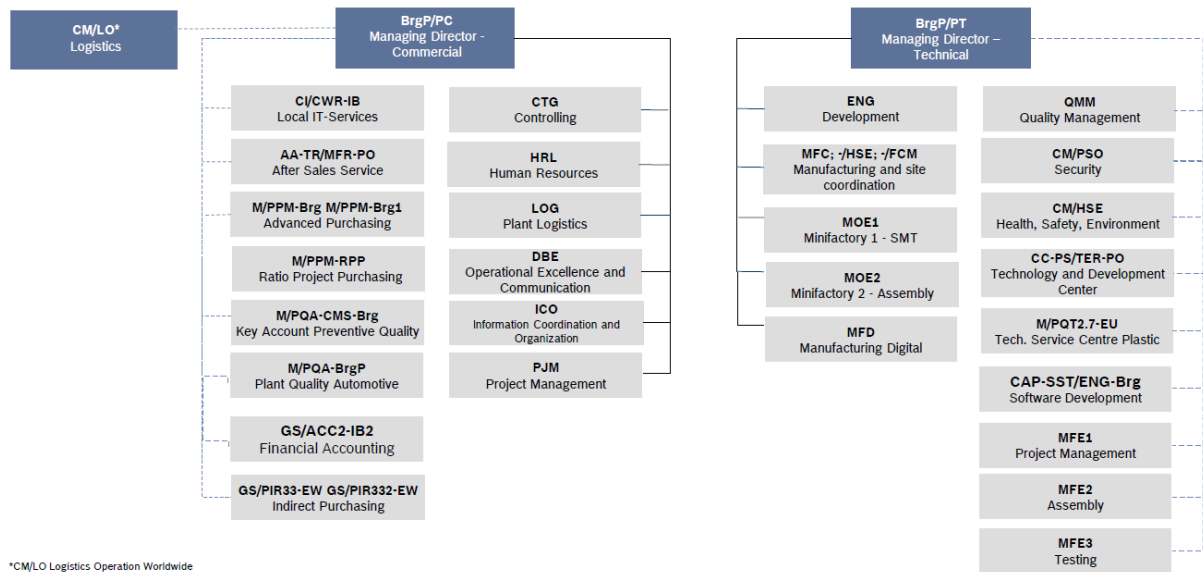 CM/LO*
Logistics
BrgP/PC
Managing Director -
Commercial
BrgP/PT
Managing Director –
Technical
CI/CWR-IB
Local IT-Services
AA-TR/MFR-PO
After Sales Service
M/PPM-Brg M/PPM-Brg1
Advanced Purchasing
M/PPM-RPP
Ratio Project Purchasing
M/PQA-CMS-Brg
Key Account Preventive Quality
M/PQA-BrgP
Plant Quality Automotive
GS/ACC2-IB2
Financial Accounting
GS/PIR33-EW GS/PIR332-EW
Indirect Purchasing
CTG
Controlling
HRL
Human Resources
LOG
Plant Logistics
DBE
Operational Excellence and
Communication
ICO
Information Coordination and
Organization
PJM
Project Management
ENG
Development
MFC; -/HSE; -/FCM
Manufacturing and site
coordination
MOE1
Minifactory 1 - SMT
MOE2
Minifactory 2 - Assembly
MFD
Manufacturing Digital
QMM
Quality Management
CM/PSO
Security
CM/HSE
Health, Safety, Environment
CC-PS/TER-PO
Technology and Development
Center
M/PQT2.7-EU
Tech. Service Centre Plastic
CAP-SST/ENG-Brg
Software Development
MFE1
Project Management
MFE2
Assembly
MFE3
Testing
*CM/LO Logistics Operation Worldwide